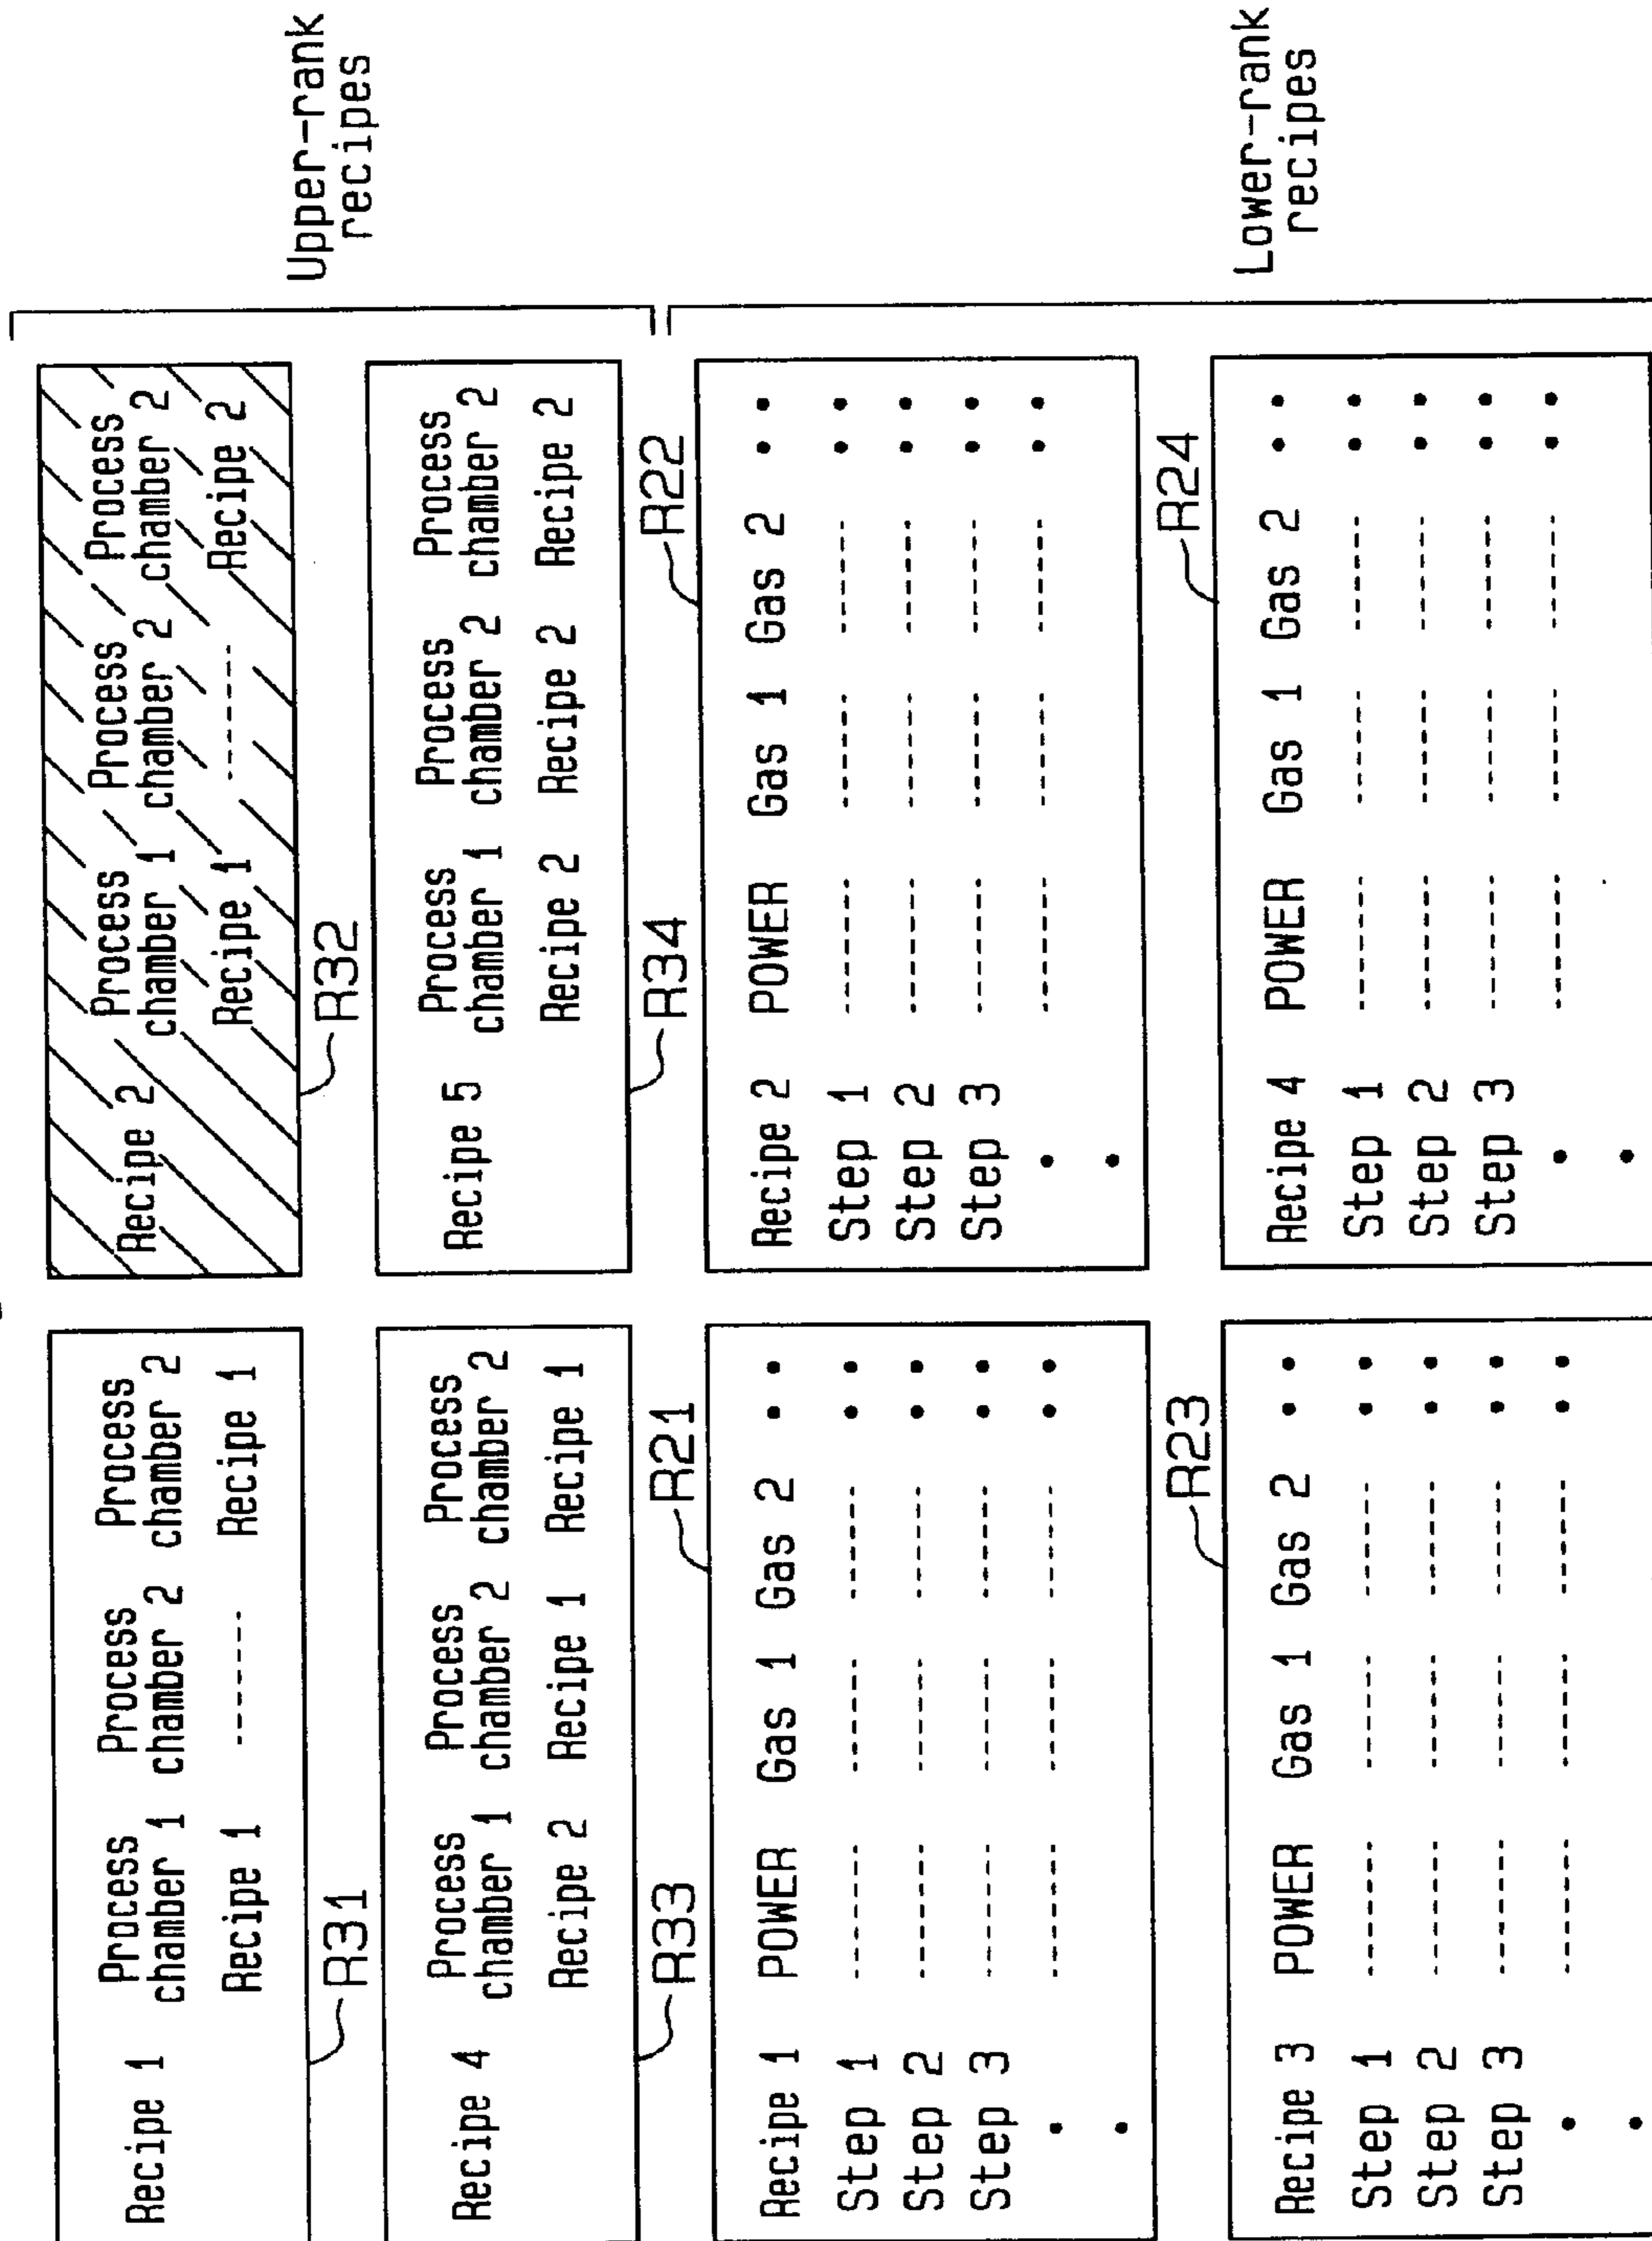 Recipe 1
Process chamber 1
Process chamber 2
Process chamber 2
Recipe 1
------
Recipe 1
R31
Recipe 2
Process chamber 1
Process chamber 2
Process chamber 2
Recipe 1
------
Recipe 2
R32
Upper-rank
recipes
Recipe 4
Process chamber 1
Process chamber 2
Process chamber 2
Recipe 2
Recipe 1
Recipe 1
R33
Recipe 5
Process chamber 1
Process chamber 2
Process chamber 2
Recipe 2
Recipe 2
Recipe 2
R34
R21
Recipe 1 POWER Gas 1 Gas 2
Step 1
Step 2
Step 3
R22
Recipe 2 POWER Gas 1 Gas 2
Step 1
Step 2
Step 3
Lower-rank
recipes
R23
Recipe 3 POWER Gas 1 Gas 2
Step 1
Step 2
Step 3
R24
Recipe 4 POWER Gas 1 Gas 2
Step 1
Step 2
Step 3